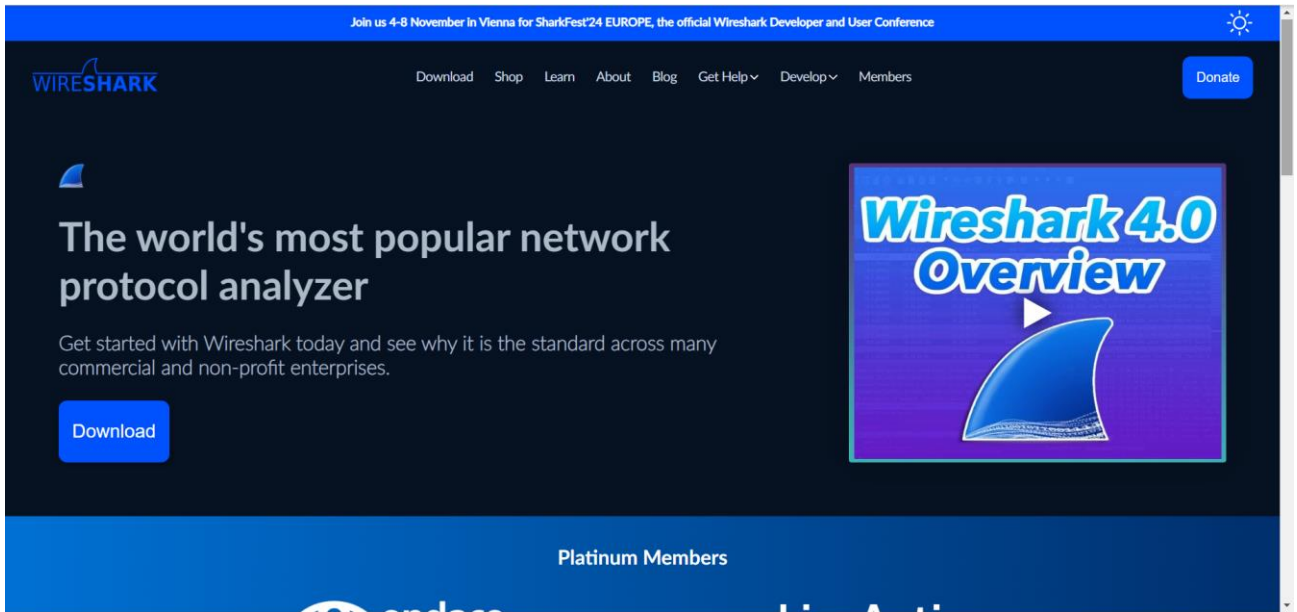 Join us 4-8 November in Vienna for SharkFest'24 EUROPE, the official Wireshark Developer and User Conference
WIRESHARK
Download Shop Learn About Blog Get Help Develop Members
Donate
The world's most popular network
protocol analyzer
Get started with Wireshark today and see why it is the standard across many
commercial and non-profit enterprises.
Download
Wireshark 4.0
Overview
Platinum Members